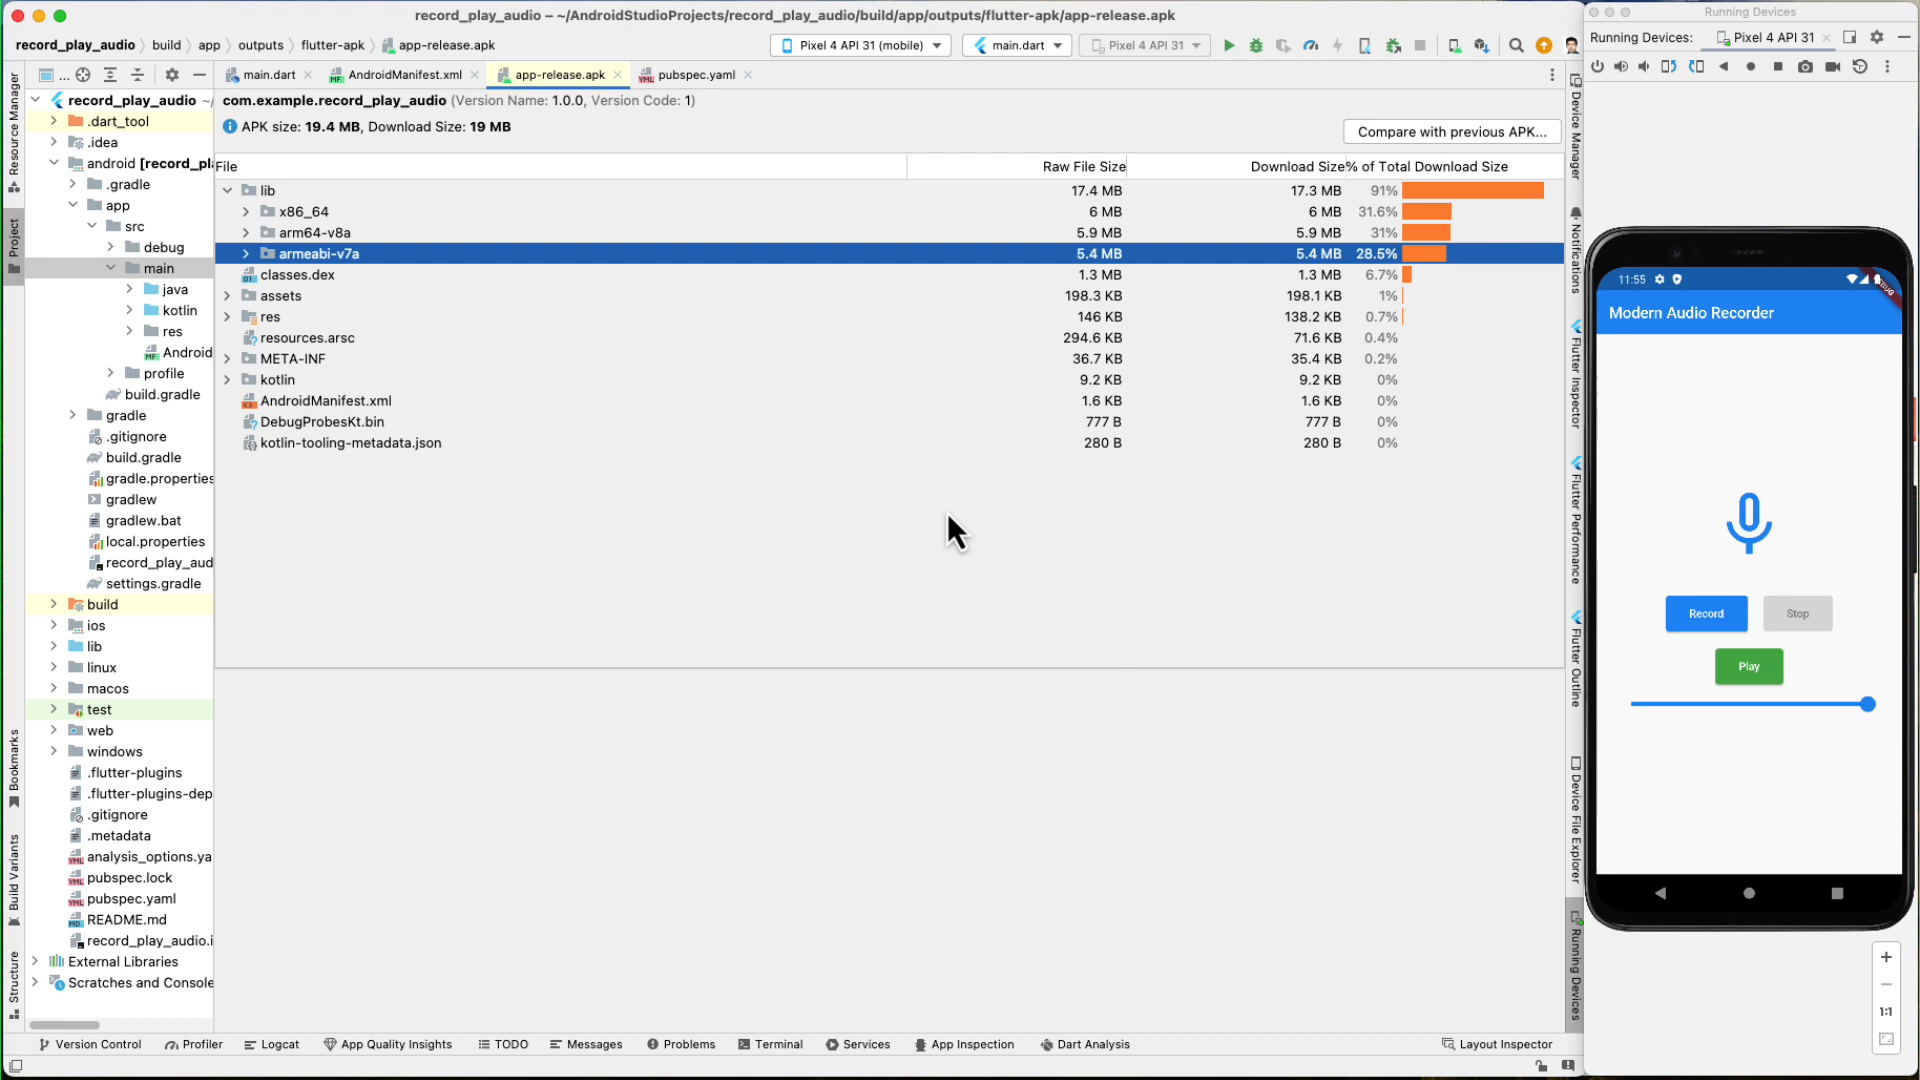 record_play_audio – ~/AndroidStudioProjects/record_play_audio/build/app/outputs/flutter-apk/app-release.apk
Running Devices
record_play_audio build app outputs flutter-apk app-release.apk
Pixel 4 API 31 (mobile) main.dart Pixel 4 API 31
Running Devices: Pixel 4 API 31
... main.dart AndroidManifest.xml app-release.apk pubspec.yaml
Resource Manager
Project
Bookmarks
Build Variants
Structure
record_play_audio ~/
.dart_tool
.idea
android [record_pl
.gradle
app
src
debug
main
java
kotlin
res
Android
profile
build.gradle
gradle
.gitignore
build.gradle
gradle.properties
gradlew
gradlew.bat
local.properties
record_play_aud
settings.gradle
build
ios
lib
linux
macos
test
web
windows
.flutter-plugins
.flutter-plugins-dep
.gitignore
.metadata
analysis_options.ya
pubspec.lock
pubspec.yaml
README.md
record_play_audio.i
External Libraries
Scratches and Console
com.example.record_play_audio (Version Name: 1.0.0, Version Code: 1)
APK size: 19.4 MB, Download Size: 19 MB
Compare with previous APK...
File Raw File Size Download Size % of Total Download Size
lib 17.4 MB 17.3 MB 91%
x86_64 6 MB 6 MB 31.6%
arm64-v8a 5.9 MB 5.9 MB 31%
armeabi-v7a 5.4 MB 5.4 MB 28.5%
classes.dex 1.3 MB 1.3 MB 6.7%
assets 198.3 KB 198.1 KB 1%
res 146 KB 138.2 KB 0.7%
resources.arsc 294.6 KB 71.6 KB 0.4%
META-INF 36.7 KB 35.4 KB 0.2%
kotlin 9.2 KB 9.2 KB 0%
AndroidManifest.xml 1.6 KB 1.6 KB 0%
DebugProbesKt.bin 777 B 777 B 0%
kotlin-tooling-metadata.json 280 B 280 B 0%
Device Manager
Notifications
Flutter Inspector
Flutter Performance
Flutter Outline
Device File Explorer
Running Devices
11:55
Modern Audio Recorder
Record Stop
Play
1:1
Version Control Profiler Logcat App Quality Insights TODO Messages Problems Terminal Services App Inspection Dart Analysis Layout Inspector